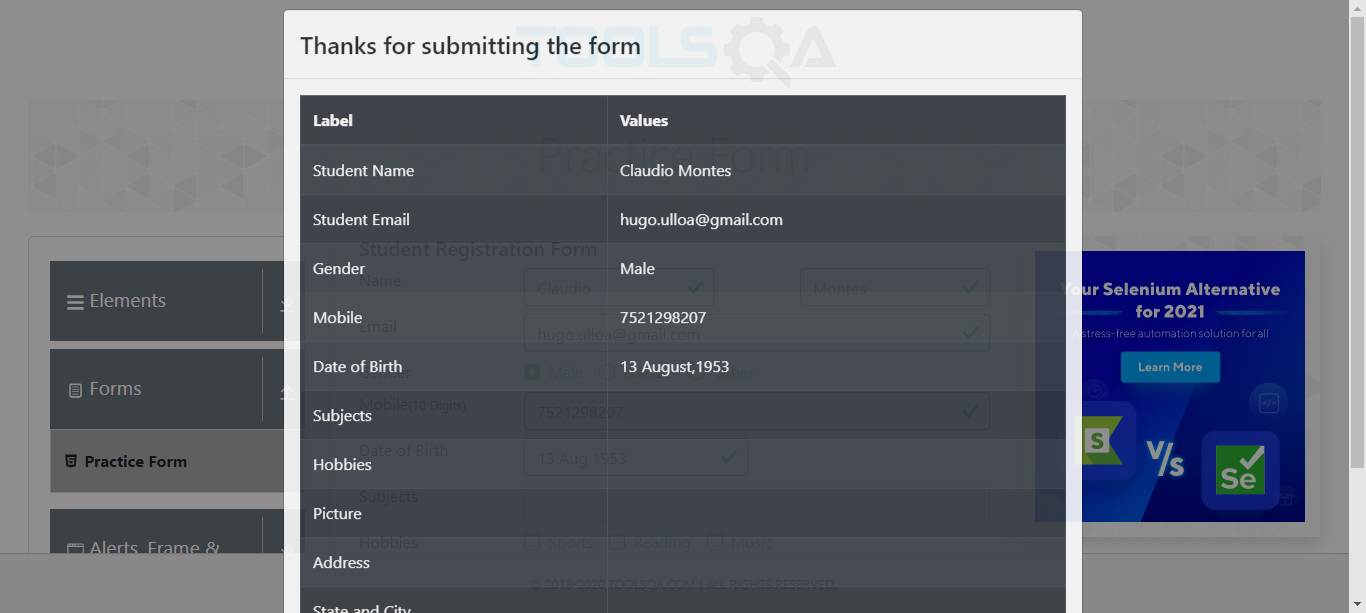 TOOLSQA
Thanks for submitting the form
Label Values
Practice Form
Student Name Claudio Montes
Student Email hugo.ulloa@gmail.com
Student Registration Form
Gender Male
Name Claudio Montes
Mobile 7521298207
Email hugo.ulloa@gmail.com
Date of Birth 13 August,1953
Male
Mobile(10 Digits) 7521298207
Subjects
Date of Birth 13 Aug 1953
Hobbies
Subjects
Picture
Hobbies Sports Reading Music
Address
© 2013-2020 TOOLSQA.COM | ALL RIGHTS RESERVED.
State and City
Elements
Forms
Practice Form
Alerts, Frame &
Your Selenium Alternative
for 2021
A stress-free automation solution for all
Learn More
S
V/s
Se